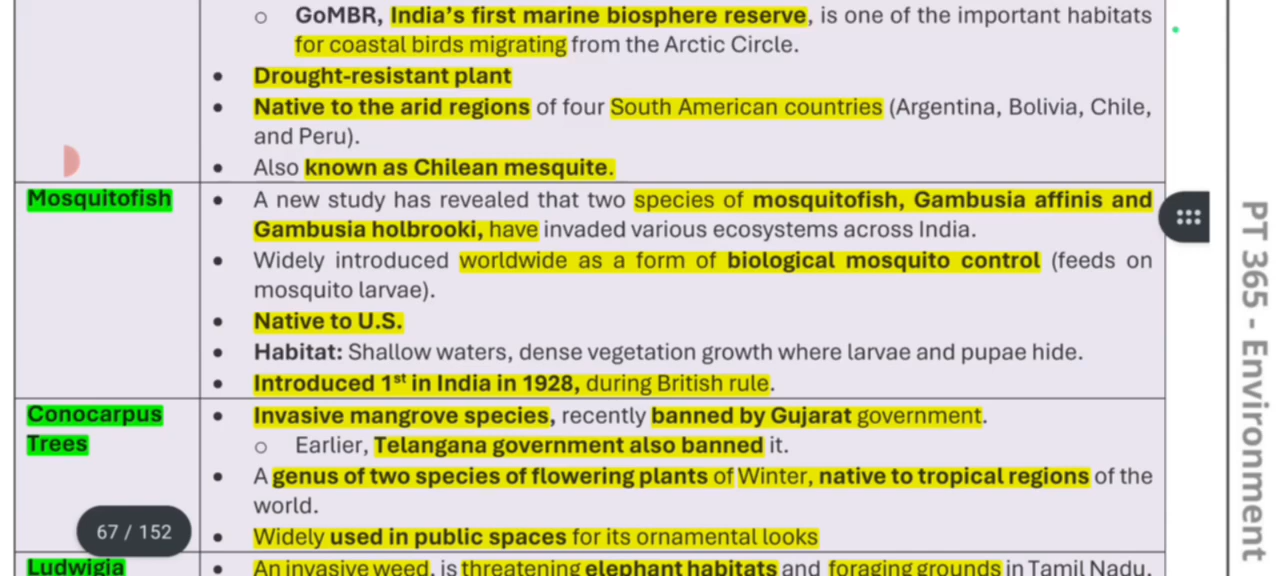 ○ GoMBR, India's first marine biosphere reserve, is one of the important habitats
for coastal birds migrating from the Arctic Circle.
• Drought-resistant plant
• Native to the arid regions of four South American countries (Argentina, Bolivia, Chile,
and Peru).
• Also known as Chilean mesquite.
Mosquitofish
• A new study has revealed that two species of mosquitofish, Gambusia affinis and
Gambusia holbrooki, have invaded various ecosystems across India.
• Widely introduced worldwide as a form of biological mosquito control (feeds on
mosquito larvae).
• Native to U.S.
• Habitat: Shallow waters, dense vegetation growth where larvae and pupae hide.
• Introduced 1st in India in 1928, during British rule.
Conocarpus
Trees
• Invasive mangrove species, recently banned by Gujarat government.
○ Earlier, Telangana government also banned it.
• A genus of two species of flowering plants of Winter, native to tropical regions of the
world.
• Widely used in public spaces for its ornamental looks
67 / 152
Ludwigia
• An invasive weed, is threatening elephant habitats and foraging grounds in Tamil Nadu,
PT 365 - Environment